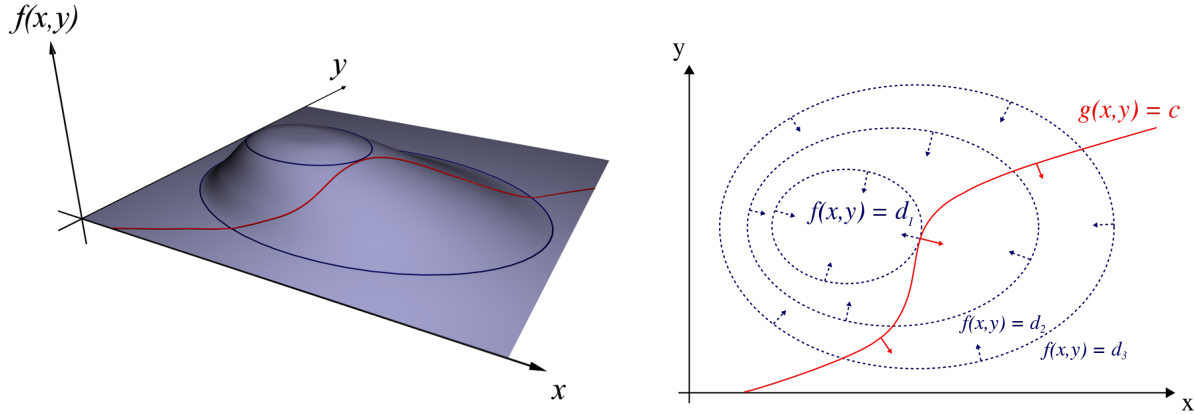 f(x,y)
y
x
y
g(x,y) = c
f(x,y) = d₁
f(x,y) = d₂
f(x,y) = d₃
x